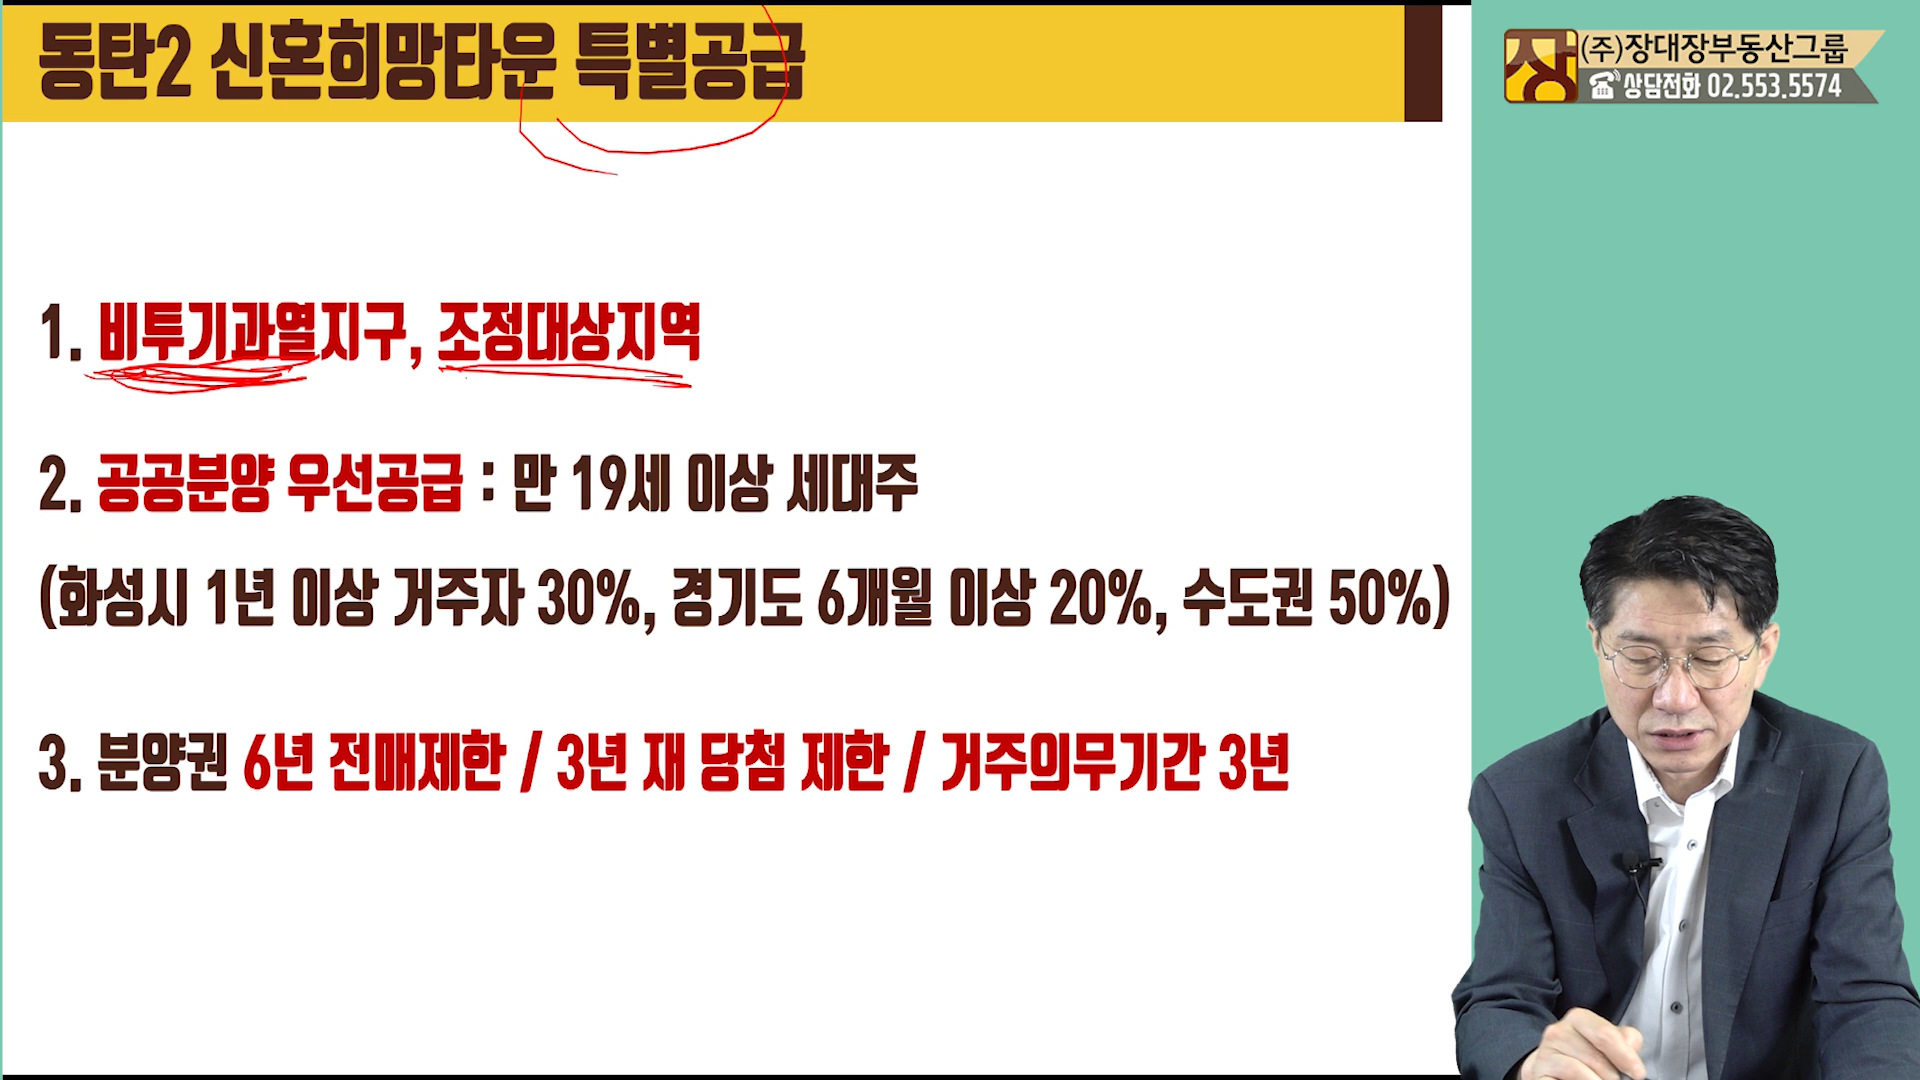 동탄2 신혼희망타운 특별공급
(주)장대장부동산그룹
상담전화 02.553.5574
1. 비투기과열지구, 조정대상지역
2. 공공분양 우선공급 : 만 19세 이상 세대주
(화성시 1년 이상 거주자 30%, 경기도 6개월 이상 20%, 수도권 50%)
3. 분양권 6년 전매제한 / 3년 재 당첨 제한 / 거주의무기간 3년